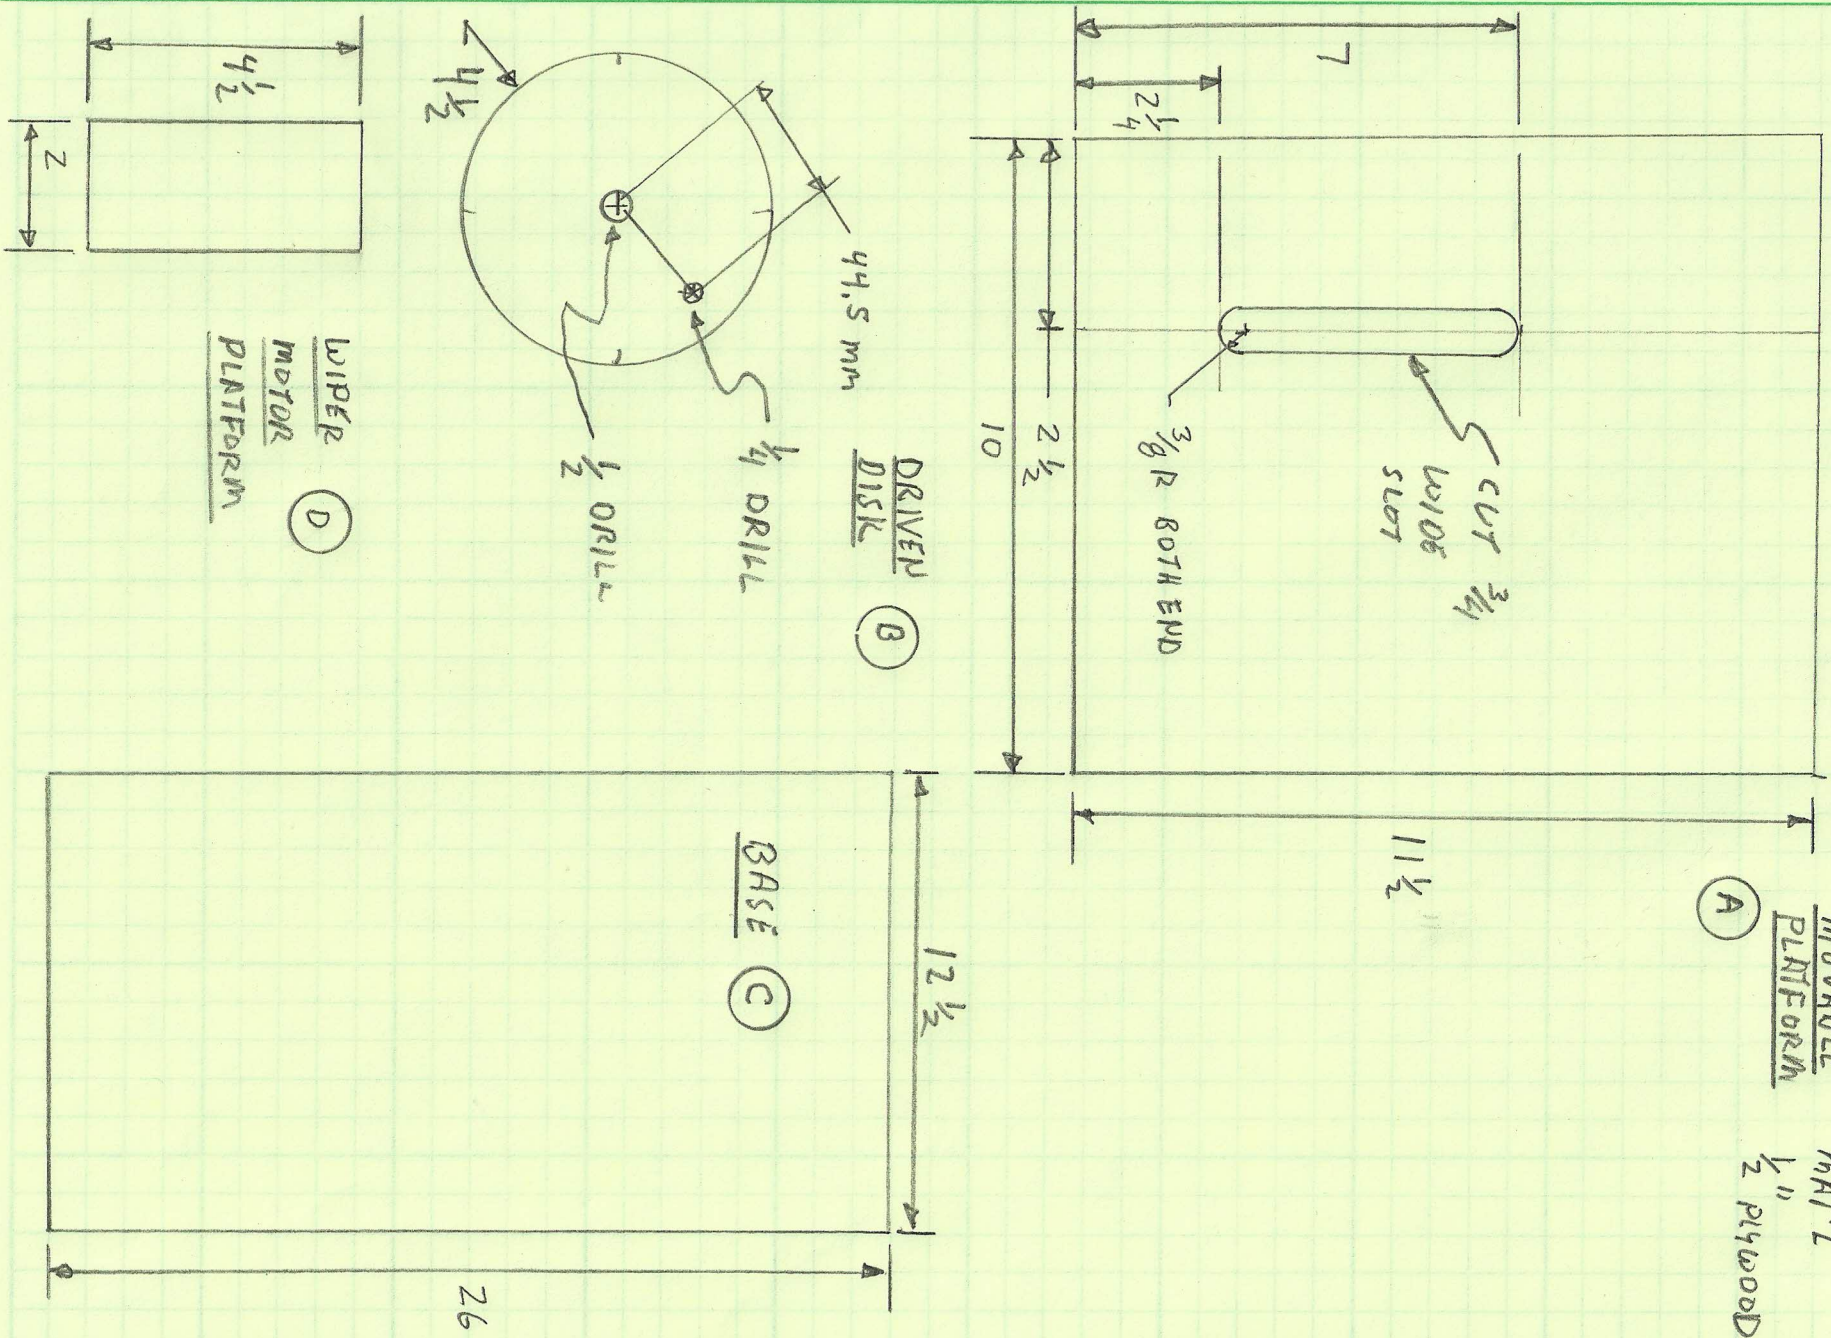 MOVABLE
PLATFORM
A
MAT'L
1/2" PLYWOOD
7
2 1/4
CUT 3/4
WIDE
SLOT
3/8 R BOTH END
11 1/2
2 1/2
10
DRIVEN
DISK
B
44.5 mm
1/4 DRILL
1/2 DRILL
4 1/2
12 1/2
BASE
C
26
WIPER
MOTOR
PLATFORM
D
4 1/2
2